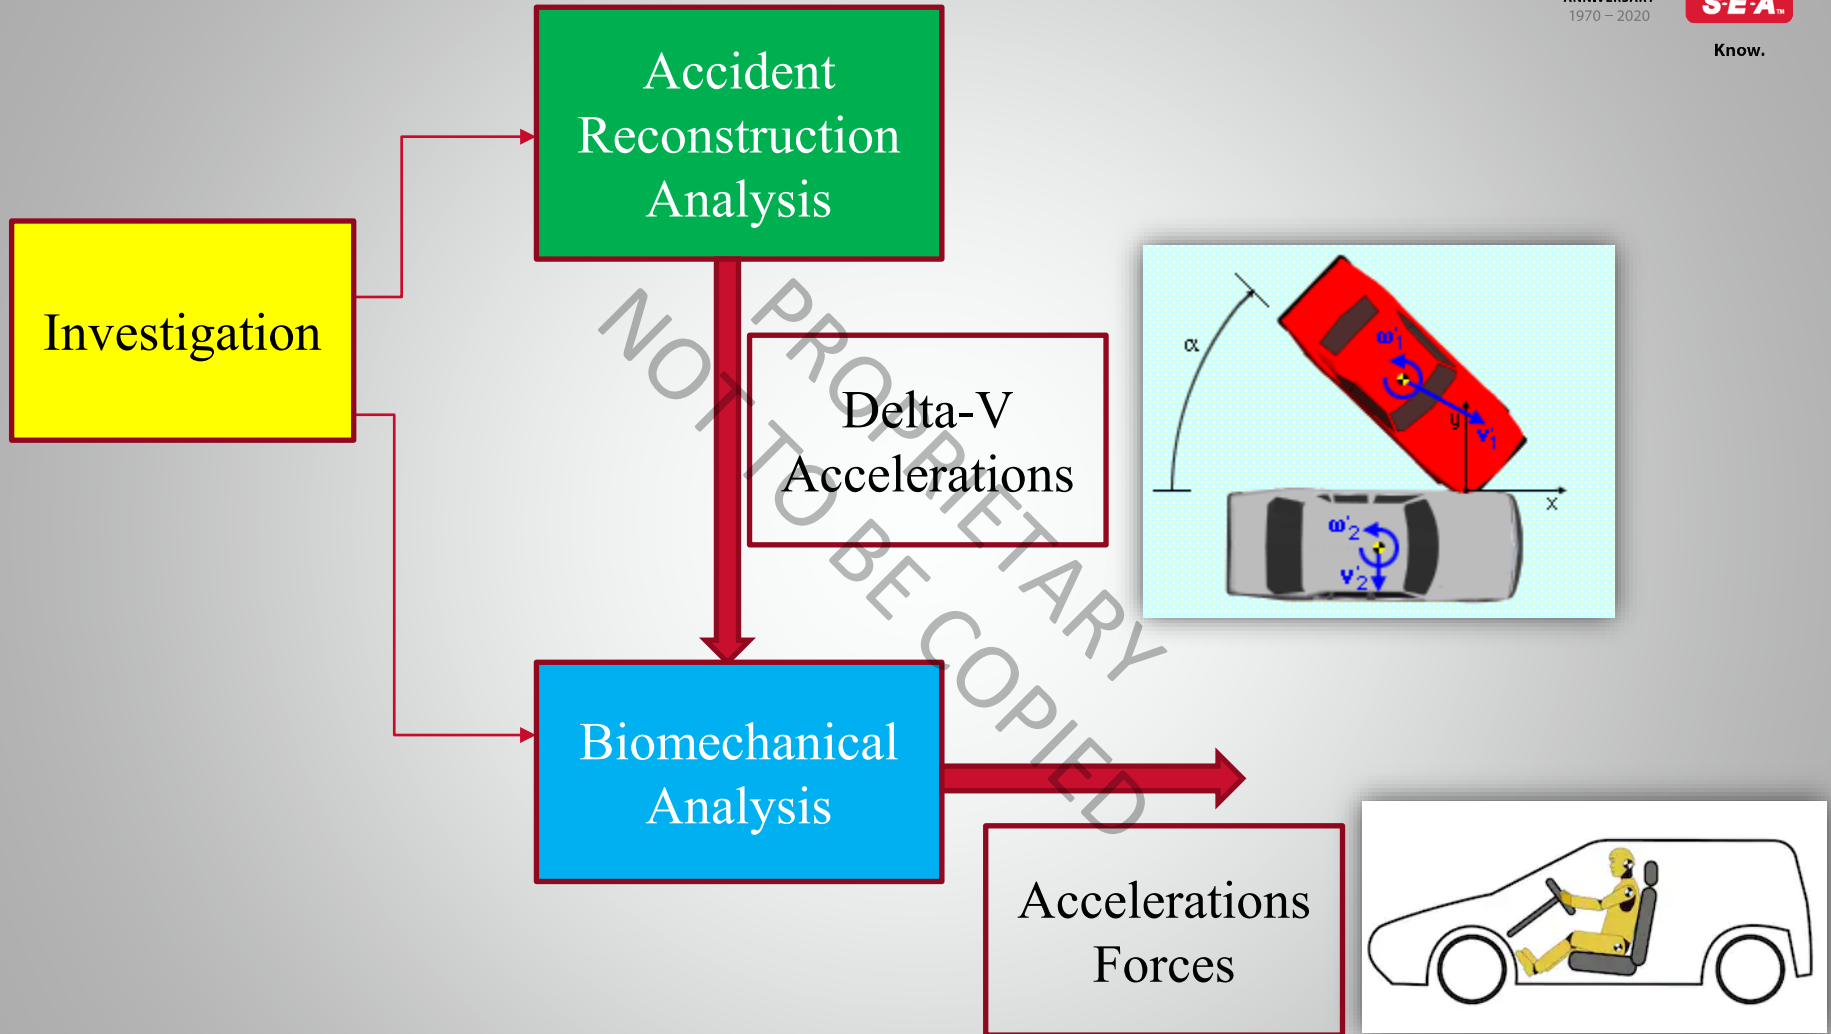 1970 – 2020
S·E·A™
Know.
Accident
Reconstruction
Analysis
Investigation
Delta-V
Accelerations
PROPRIETARY
NOT TO BE COPIED
α
ω'1
v'1
y
x
ω'2
v'2
Biomechanical
Analysis
Accelerations
Forces